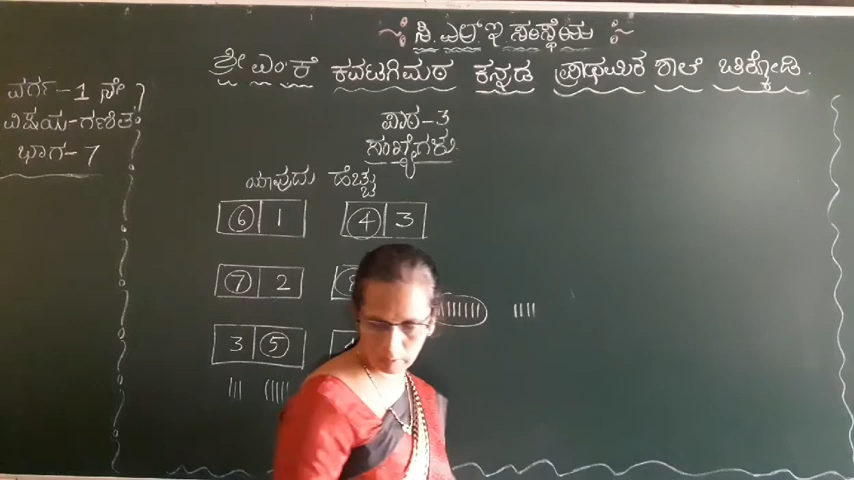 ಸಿ. ಎಲ್ ಇ ಸಂಸ್ಥೆಯ
ಶ್ರೀ ಎಂ. ಕೆ ಕವಟಗಿಮಠ ಕನ್ನಡ ಪ್ರಾಥಮಿಕ ಶಾಲೆ ಚಿಕ್ಕೋಡಿ.
ವರ್ಗ-1 ನೇ
ವಿಷಯ-ಗಣಿತ
ಭಾಗ-7
ಪಾಠ-3
ಸಂಖ್ಯೆಗಳು
ಯಾವುದು ಹೆಚ್ಚು
6 1 4 3
7 2
3 5